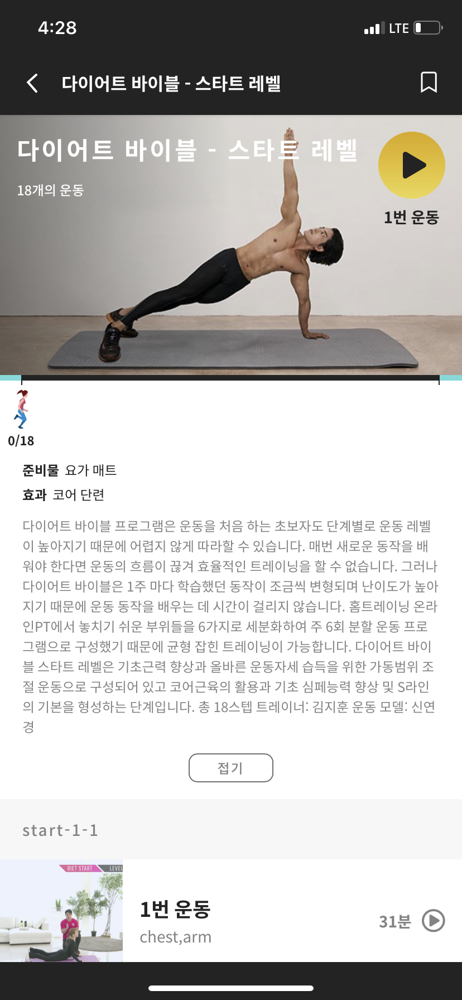 4:28
LTE
다이어트 바이블 - 스타트 레벨
다이어트 바이블 - 스타트 레벨
18개의 운동
1번 운동
0/18
준비물 요가 매트
효과 코어 단련
다이어트 바이블 프로그램은 운동을 처음 하는 초보자도 단계별로 운동 레벨
이 높아지기 때문에 어렵지 않게 따라할 수 있습니다. 매번 새로운 동작을 배
워야 한다면 운동의 흐름이 끊겨 효율적인 트레이닝을 할 수 없습니다. 그러나
다이어트 바이블은 1주 마다 학습했던 동작이 조금씩 변형되며 난이도가 높아
지기 때문에 운동 동작을 배우는 데 시간이 걸리지 않습니다. 홈트레이닝 온라
인PT에서 놓치기 쉬운 부위들을 6가지로 세분화하여 주 6회 분할 운동 프로
그램으로 구성했기 때문에 균형 잡힌 트레이닝이 가능합니다. 다이어트 바이
블 스타트 레벨은 기초근력 향상과 올바른 운동자세 습득을 위한 가동범위 조
절 운동으로 구성되어 있고 코어근육의 활용과 기초 심페능력 향상 및 S라인
의 기본을 형성하는 단계입니다. 총 18스텝 트레이너: 김지훈 운동 모델: 신연
경
접기
start-1-1
DIET START LEVEL
1번 운동
31분
chest,arm